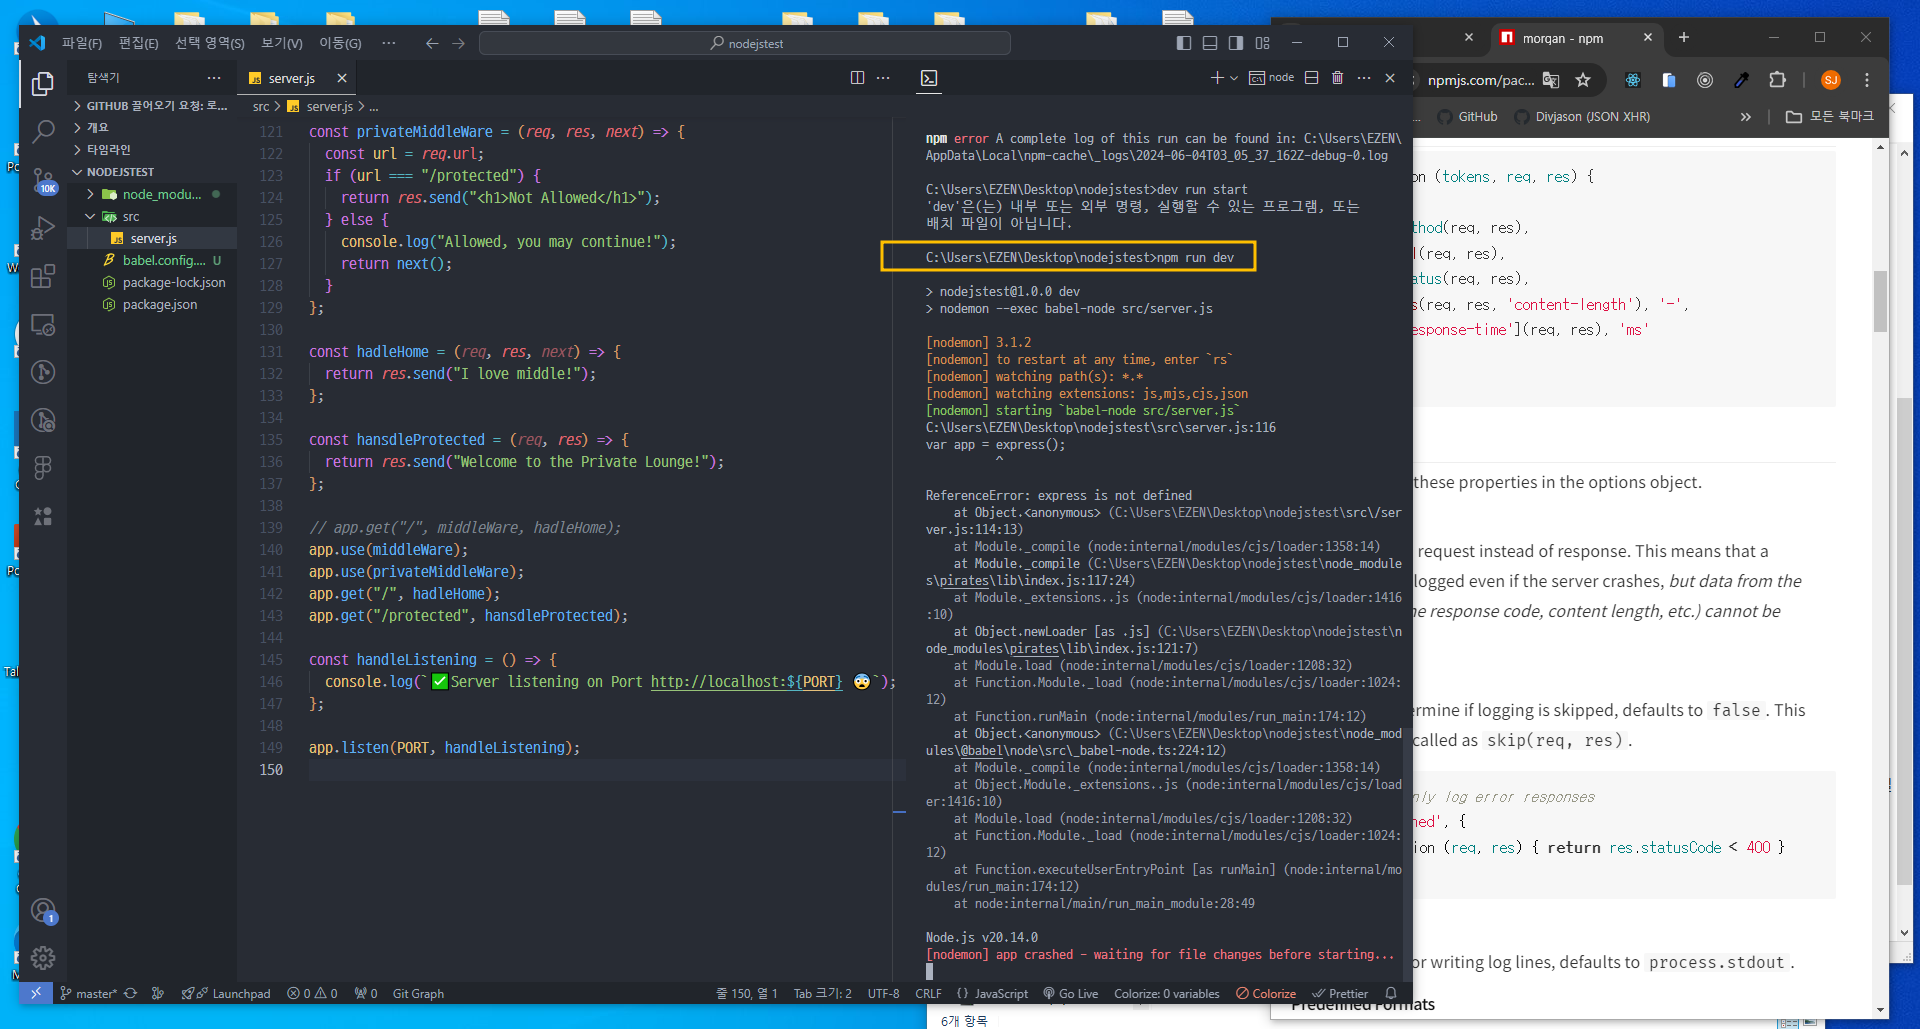 파일(F)
편집(E)
선택 영역(S)
보기(V)
이동(G)
nodejstest
탐색기
GITHUB 끌어오기 요청: 로...
개요
타임라인
NODEJSTEST
node_modu...
src
server.js
babel.config.... U
package-lock.json
package.json
10K
1
server.js
src > server.js > ...
121 const privateMiddleWare = (req, res, next) => {
122 const url = req.url;
123 if (url === "/protected") {
124 return res.send("<h1>Not Allowed</h1>");
125 } else {
126 console.log("Allowed, you may continue!");
127 return next();
128 }
129 };
130
131 const hadleHome = (req, res, next) => {
132 return res.send("I love middle!");
133 };
134
135 const hansdleProtected = (req, res) => {
136 return res.send("Welcome to the Private Lounge!");
137 };
138
139 // app.get("/", middleWare, hadleHome);
140 app.use(middleWare);
141 app.use(privateMiddleWare);
142 app.get("/", hadleHome);
143 app.get("/protected", hansdleProtected);
144
145 const handleListening = () => {
146 console.log(`✅Server listening on Port http://localhost:${PORT} 😨`);
147 };
148
149 app.listen(PORT, handleListening);
150
node
npm error A complete log of this run can be found in: C:\Users\EZEN\
AppData\Local\npm-cache\_logs\2024-06-04T03_05_37_162Z-debug-0.log
C:\Users\EZEN\Desktop\nodejstest>dev run start
'dev'은(는) 내부 또는 외부 명령, 실행할 수 있는 프로그램, 또는
배치 파일이 아닙니다.
C:\Users\EZEN\Desktop\nodejstest>npm run dev
> nodejstest@1.0.0 dev
> nodemon --exec babel-node src/server.js
[nodemon] 3.1.2
[nodemon] to restart at any time, enter `rs`
[nodemon] watching path(s): *.*
[nodemon] watching extensions: js,mjs,cjs,json
[nodemon] starting `babel-node src/server.js`
C:\Users\EZEN\Desktop\nodejstest\src\server.js:116
var app = express();
^
ReferenceError: express is not defined
at Object.<anonymous> (C:\Users\EZEN\Desktop\nodejstest\src\/ser
ver.js:114:13)
at Module._compile (node:internal/modules/cjs/loader:1358:14)
at Module._compile (C:\Users\EZEN\Desktop\nodejstest\node_module
s\pirates\lib\index.js:117:24)
at Module._extensions..js (node:internal/modules/cjs/loader:1416
:10)
at Object.newLoader [as .js] (C:\Users\EZEN\Desktop\nodejstest\n
ode_modules\pirates\lib\index.js:121:7)
at Module.load (node:internal/modules/cjs/loader:1208:32)
at Function.Module._load (node:internal/modules/cjs/loader:1024:
12)
at Function.runMain (node:internal/modules/run_main:174:12)
at Object.<anonymous> (C:\Users\EZEN\Desktop\nodejstest\node_mod
ules\@babel\node\src\_babel-node.ts:224:12)
at Module._compile (node:internal/modules/cjs/loader:1358:14)
at Object.Module._extensions..js (node:internal/modules/cjs/load
er:1416:10)
at Module.load (node:internal/modules/cjs/loader:1208:32)
at Function.Module._load (node:internal/modules/cjs/loader:1024:
12)
at Function.executeUserEntryPoint [as runMain] (node:internal/mo
dules/run_main:174:12)
at node:internal/main/run_main_module:28:49
Node.js v20.14.0
[nodemon] app crashed - waiting for file changes before starting...
master*
Launchpad
0 0
0
Git Graph
줄 150, 열 1
Tab 크기: 2
UTF-8
CRLF
{} JavaScript
Go Live
Colorize: 0 variables
Colorize
Prettier
morgan - npm
npmjs.com/pac...
SJ
GitHub
Divjason (JSON XHR)
모든 북마크
on (tokens, req, res) {
thod(req, res),
l(req, res),
atus(req, res),
s(req, res, 'content-length'), '-',
esponse-time'](req, res), 'ms'
these properties in the options object.
request instead of response. This means that a
logged even if the server crashes, but data from the
e response code, content length, etc.) cannot be
ermine if logging is skipped, defaults to false. This
called as skip(req, res).
nly log error responses
ned', {
ion (req, res) { return res.statusCode < 400 }
or writing log lines, defaults to process.stdout.
Predefined Formats
6개 항목